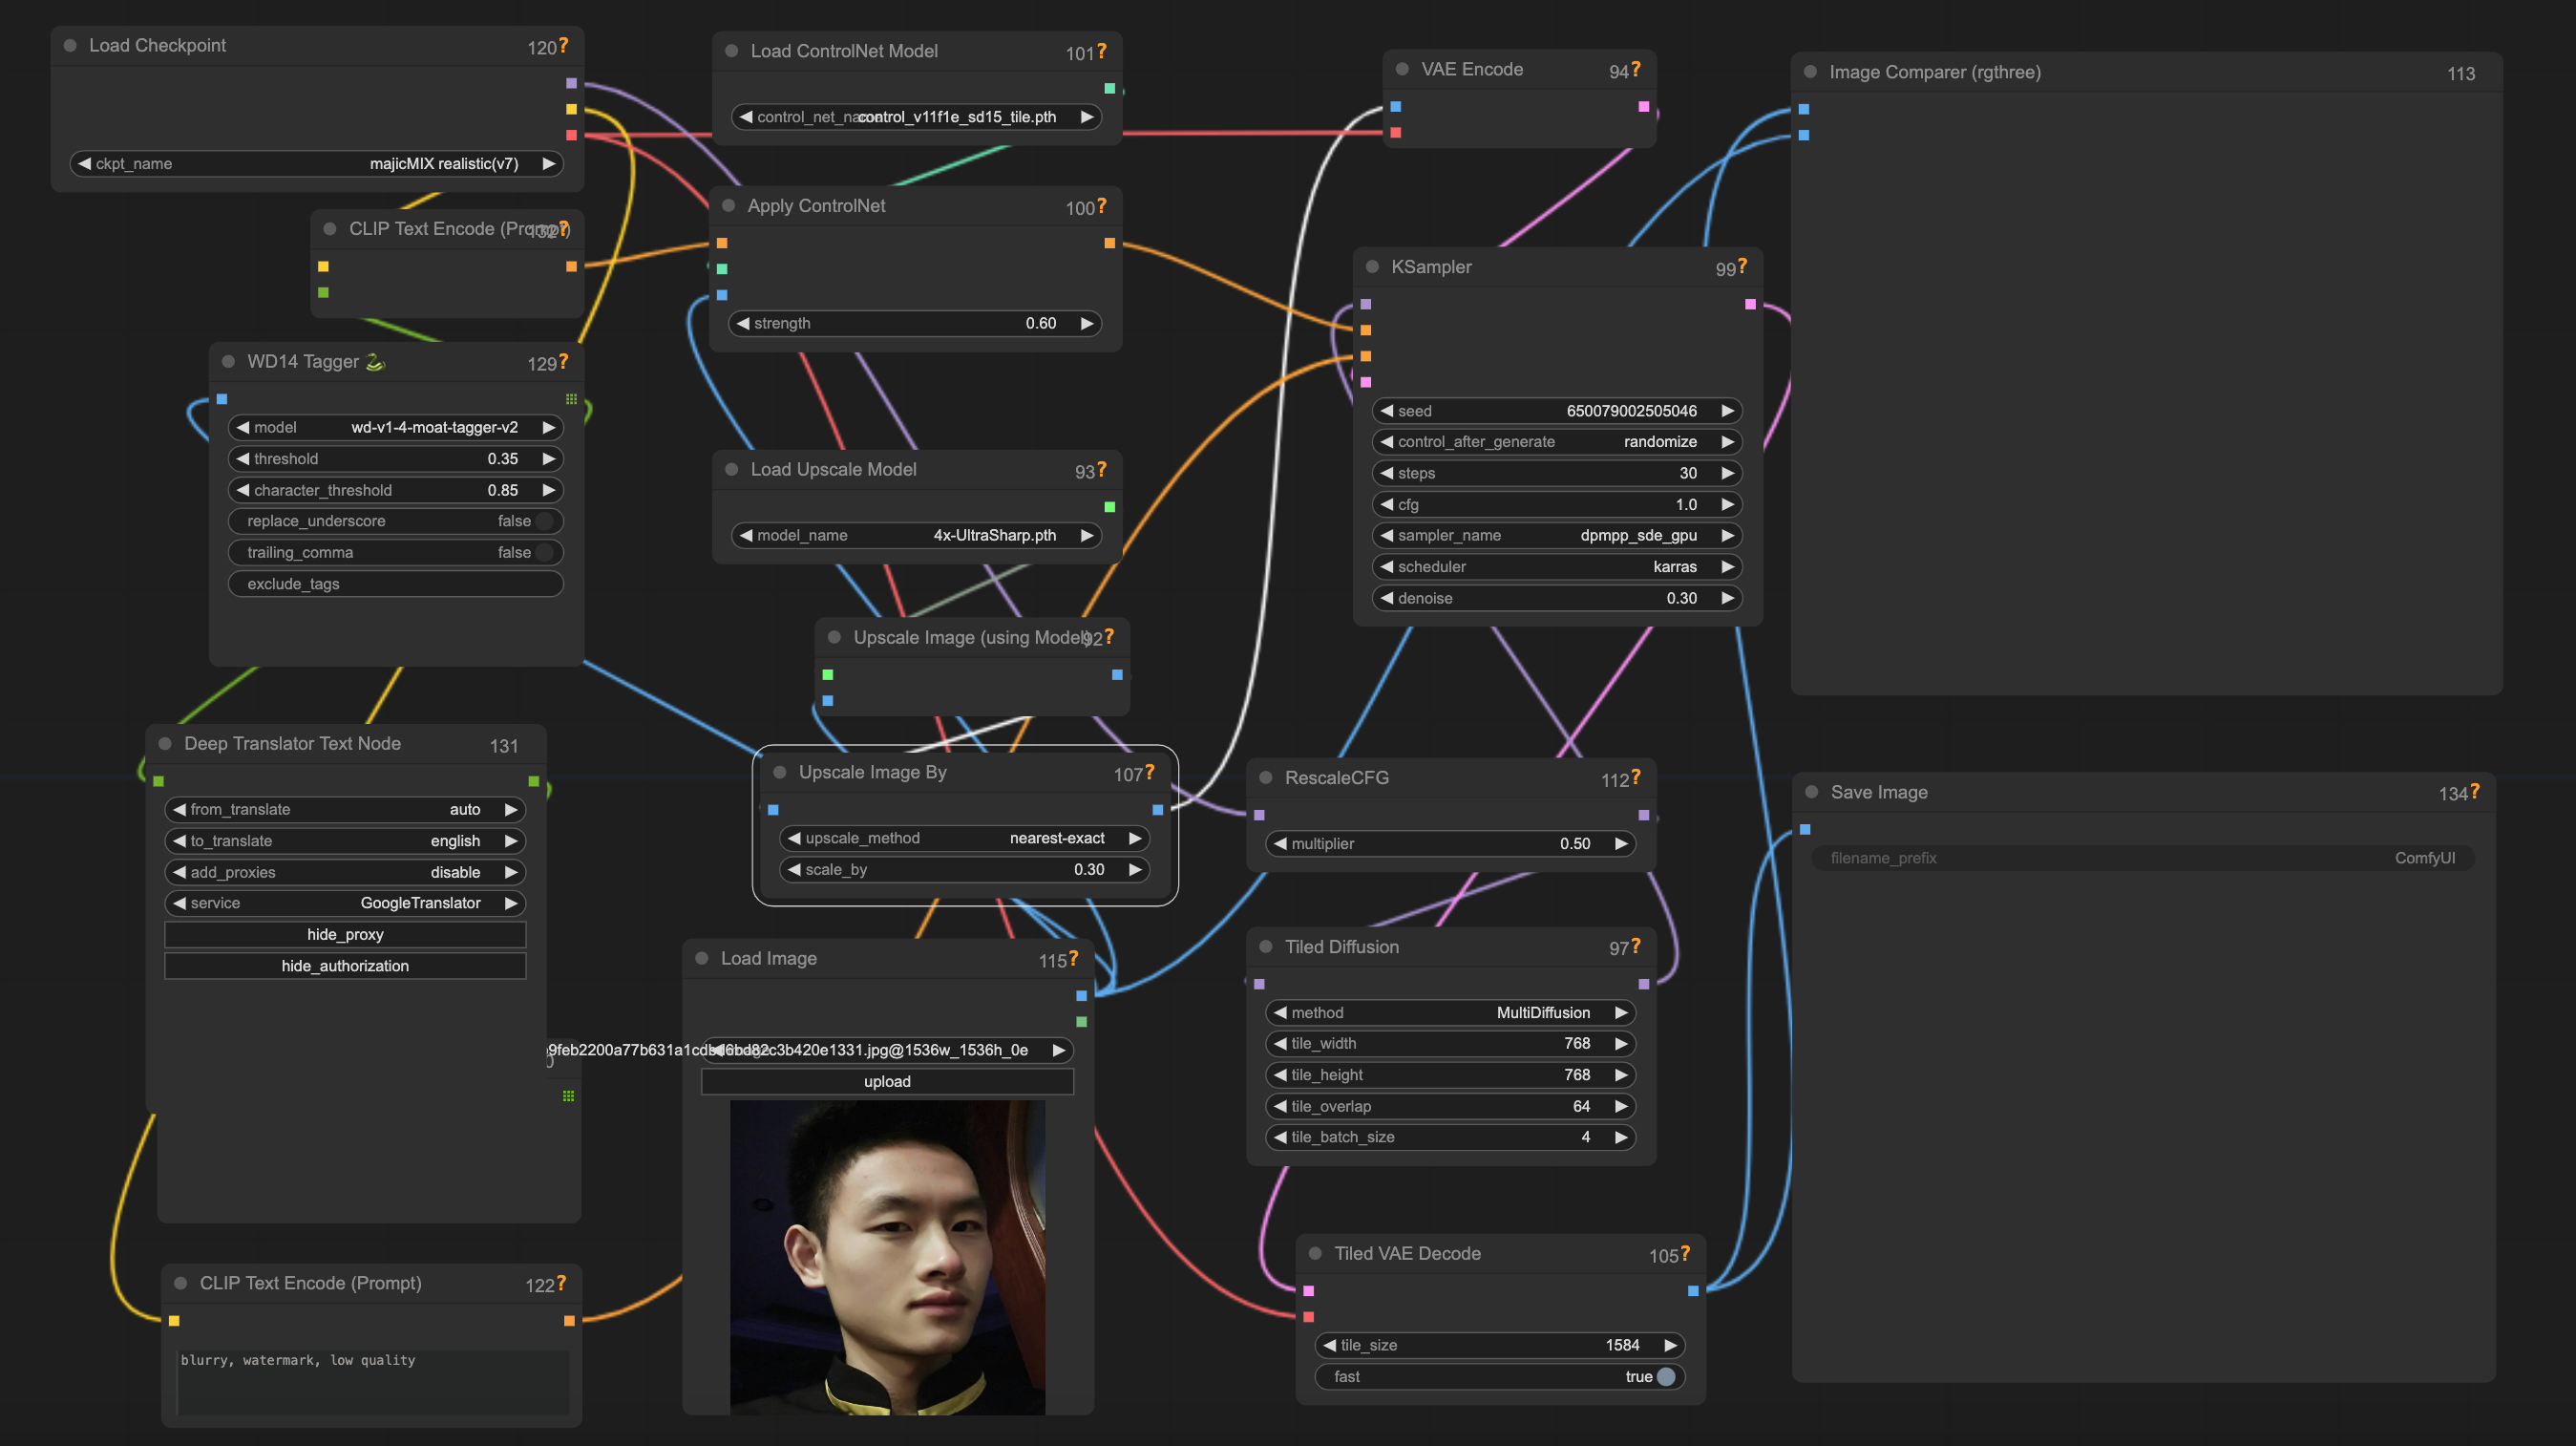 Load Checkpoint 120?
ckpt_name majicMIX realistic(v7)
CLIP Text Encode (Prompt) 132?
WD14 Tagger 🐍 129?
model wd-v1-4-moat-tagger-v2
threshold 0.35
character_threshold 0.85
replace_underscore false
trailing_comma false
exclude_tags
Deep Translator Text Node 131
from_translate auto
to_translate english
add_proxies disable
service GoogleTranslator
hide_proxy
hide_authorization
CLIP Text Encode (Prompt) 122?
blurry, watermark, low quality
Load ControlNet Model 101?
control_net_name control_v11f1e_sd15_tile.pth
Apply ControlNet 100?
strength 0.60
Load Upscale Model 93?
model_name 4x-UltraSharp.pth
Upscale Image (using Model) 92?
Upscale Image By 107?
upscale_method nearest-exact
scale_by 0.30
Load Image 115?
c3b420e1331.jpg@1536w_1536h_0e
upload
VAE Encode 94?
KSampler 99?
seed 650079002505046
control_after_generate randomize
steps 30
cfg 1.0
sampler_name dpmpp_sde_gpu
scheduler karras
denoise 0.30
RescaleCFG 112?
multiplier 0.50
Tiled Diffusion 97?
method MultiDiffusion
tile_width 768
tile_height 768
tile_overlap 64
tile_batch_size 4
Tiled VAE Decode 105?
tile_size 1584
fast true
Image Comparer (rgthree) 113
Save Image 134?
filename_prefix ComfyUI